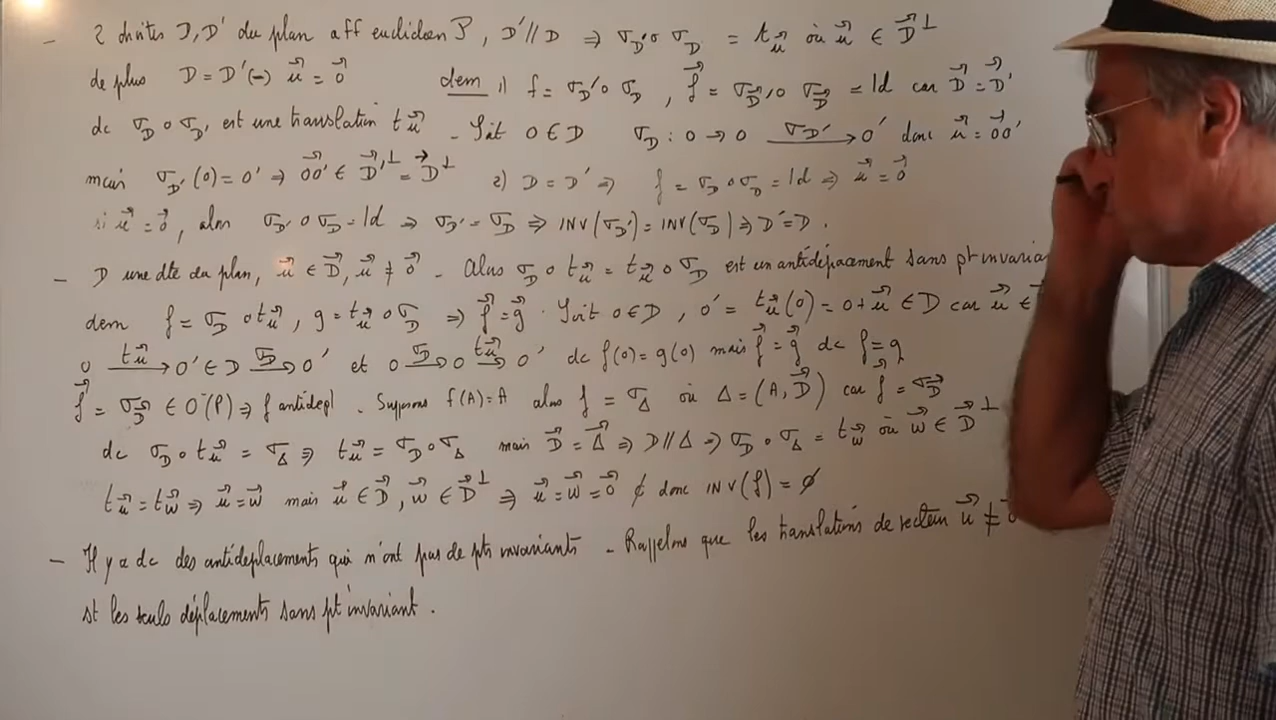 - 2 droites D, D' du plan aff euclidien P, D' // D ⇒ σ_D' ∘ σ_D = t_u⃗ où u⃗ ∈ D⃗^⊥
de plus D = D' (=) u⃗ = 0⃗ dem 1) f = σ_D' ∘ σ_D, f⃗ = σ_D⃗' ∘ σ_D⃗ = Id car D⃗ = D⃗'
dc σ_D ∘ σ_D' est une translation t_u⃗ - Soit O ∈ D σ_D : O → O —σ_D'→ O' donc u⃗ = OO'⃗
mais σ_D'(O) = O' ⇒ OO'⃗ ∈ D⃗'^⊥ = D⃗^⊥ 2) D = D' ⇒ f = σ_D ∘ σ_D = Id ⇒ u⃗ = 0⃗
si u⃗ = 0⃗, alors σ_D' ∘ σ_D = Id ⇒ σ_D' = σ_D ⇒ INV(σ_D') = INV(σ_D) ⇒ D' = D.
- D une dte du plan, u⃗ ∈ D⃗, u⃗ ≠ 0⃗ - Alors σ_D ∘ t_u⃗ = t_u⃗ ∘ σ_D est un antidéplacement sans pt invaria
dem f = σ_D ∘ t_u⃗, g = t_u⃗ ∘ σ_D ⇒ f⃗ = g⃗ . Soit O ∈ D, O' = t_u⃗(O) = O + u⃗ ∈ D car u⃗ ∈
O —t_u⃗→ O' ∈ D —σ_D→ O' et O —σ_D→ O —t_u⃗→ O' dc f(O) = g(O) mais f⃗ = g⃗ dc f = g
f⃗ = σ_D⃗ ∈ O⁻(P) ⇒ f antidepl - Supposons f(A) = A alors f = σ_Δ où Δ = (A, D⃗) car f⃗ = σ_D⃗
dc σ_D ∘ t_u⃗ = σ_Δ ⇒ t_u⃗ = σ_D ∘ σ_Δ mais D⃗ = Δ⃗ ⇒ D // Δ ⇒ σ_D ∘ σ_Δ = t_w⃗ où w⃗ ∈ D⃗^⊥
t_u⃗ = t_w⃗ ⇒ u⃗ = w⃗ mais u⃗ ∈ D⃗, w⃗ ∈ D⃗^⊥ ⇒ u⃗ = w⃗ = 0⃗ ⊄ donc INV(f) = ∅
- Il y a dc des antideplacements qui n'ont pas de pts invariants - Rappelons que les translations de vecteur u⃗ ≠ 0
st les seuls déplacements sans pt invariant.